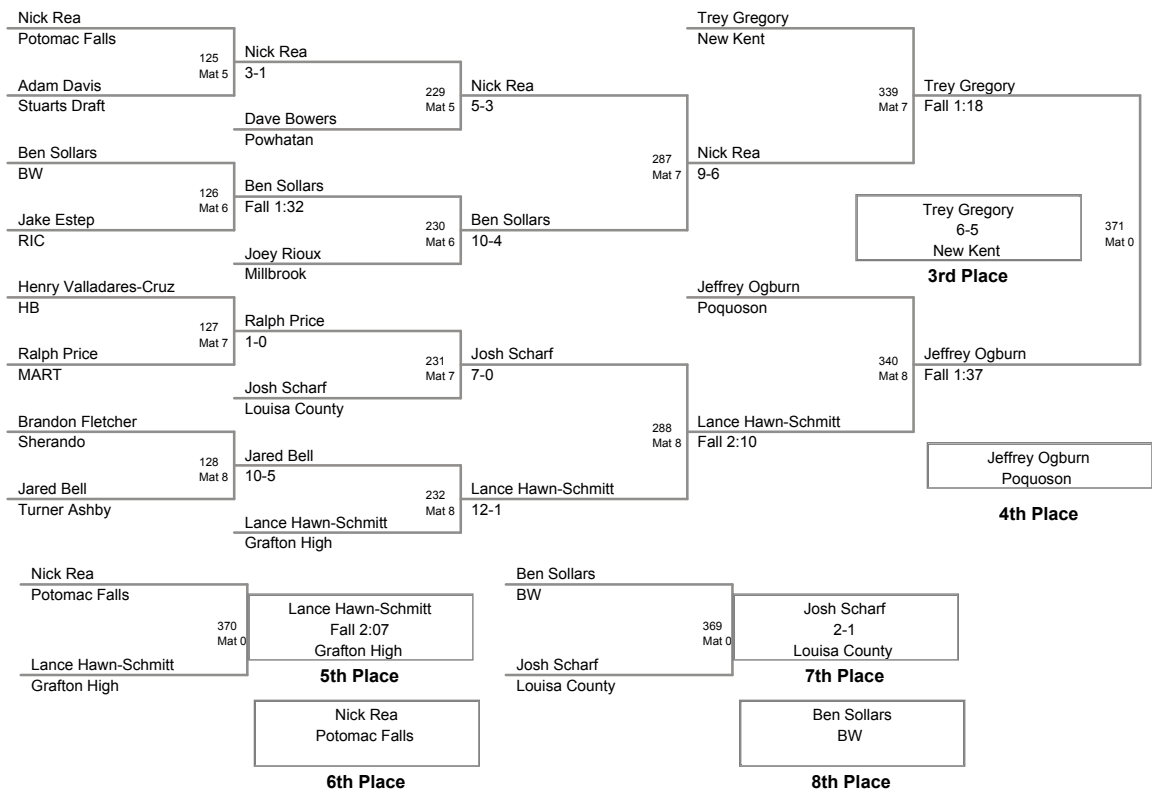 Nick Rea
Potomac Falls
125
Mat 5
Adam Davis
Stuarts Draft
Nick Rea
3-1
229
Mat 5
Dave Bowers
Powhatan
Nick Rea
5-3
Ben Sollars
BW
126
Mat 6
Jake Estep
RIC
Ben Sollars
Fall 1:32
230
Mat 6
Joey Rioux
Millbrook
Ben Sollars
10-4
287
Mat 7
Nick Rea
9-6
Trey Gregory
New Kent
339
Mat 7
Trey Gregory
Fall 1:18
Henry Valladares-Cruz
HB
127
Mat 7
Ralph Price
MART
Ralph Price
1-0
231
Mat 7
Josh Scharf
Louisa County
Josh Scharf
7-0
Brandon Fletcher
Sherando
128
Mat 8
Jared Bell
Turner Ashby
Jared Bell
10-5
232
Mat 8
Lance Hawn-Schmitt
Grafton High
Lance Hawn-Schmitt
12-1
288
Mat 8
Lance Hawn-Schmitt
Fall 2:10
Jeffrey Ogburn
Poquoson
340
Mat 8
Jeffrey Ogburn
Fall 1:37
371
Mat 0
Trey Gregory
6-5
New Kent
3rd Place
Jeffrey Ogburn
Poquoson
4th Place
Nick Rea
Potomac Falls
370
Mat 0
Lance Hawn-Schmitt
Grafton High
Lance Hawn-Schmitt
Fall 2:07
Grafton High
5th Place
Nick Rea
Potomac Falls
6th Place
Ben Sollars
BW
369
Mat 0
Josh Scharf
Louisa County
Josh Scharf
2-1
Louisa County
7th Place
Ben Sollars
BW
8th Place